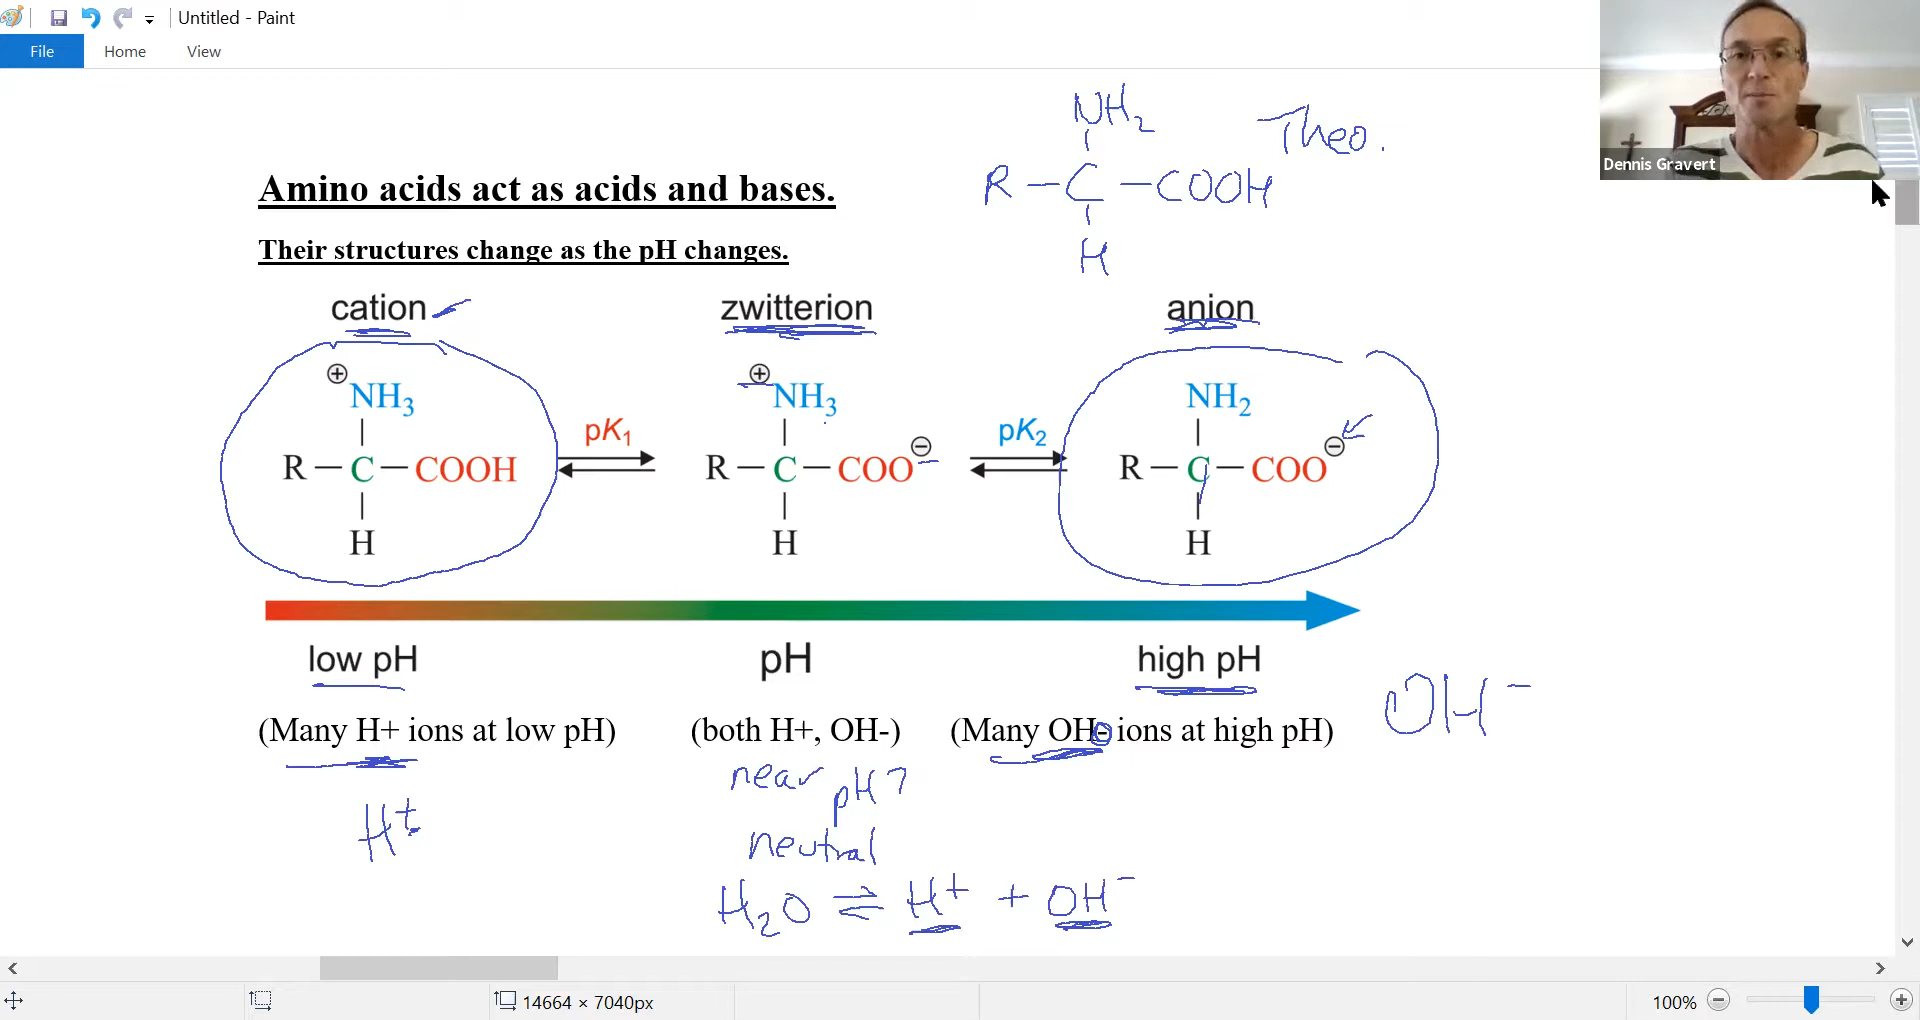 Untitled - Paint
File Home View
Dennis Gravert
NH2
R - C - COOH Theo.
H
Amino acids act as acids and bases.
Their structures change as the pH changes.
cation zwitterion anion
⊕ ⊕
NH3 NH3 NH2
pK1 pK2
⊖ ⊖
R — C — COOH R — C — COO R — C — COO
H H H
low pH pH high pH
(Many H+ ions at low pH) (both H+, OH-) (Many OH- ions at high pH) OH-
near pH 7
H+
neutral
H2O ⇌ H+ + OH-
14664 × 7040px 100%